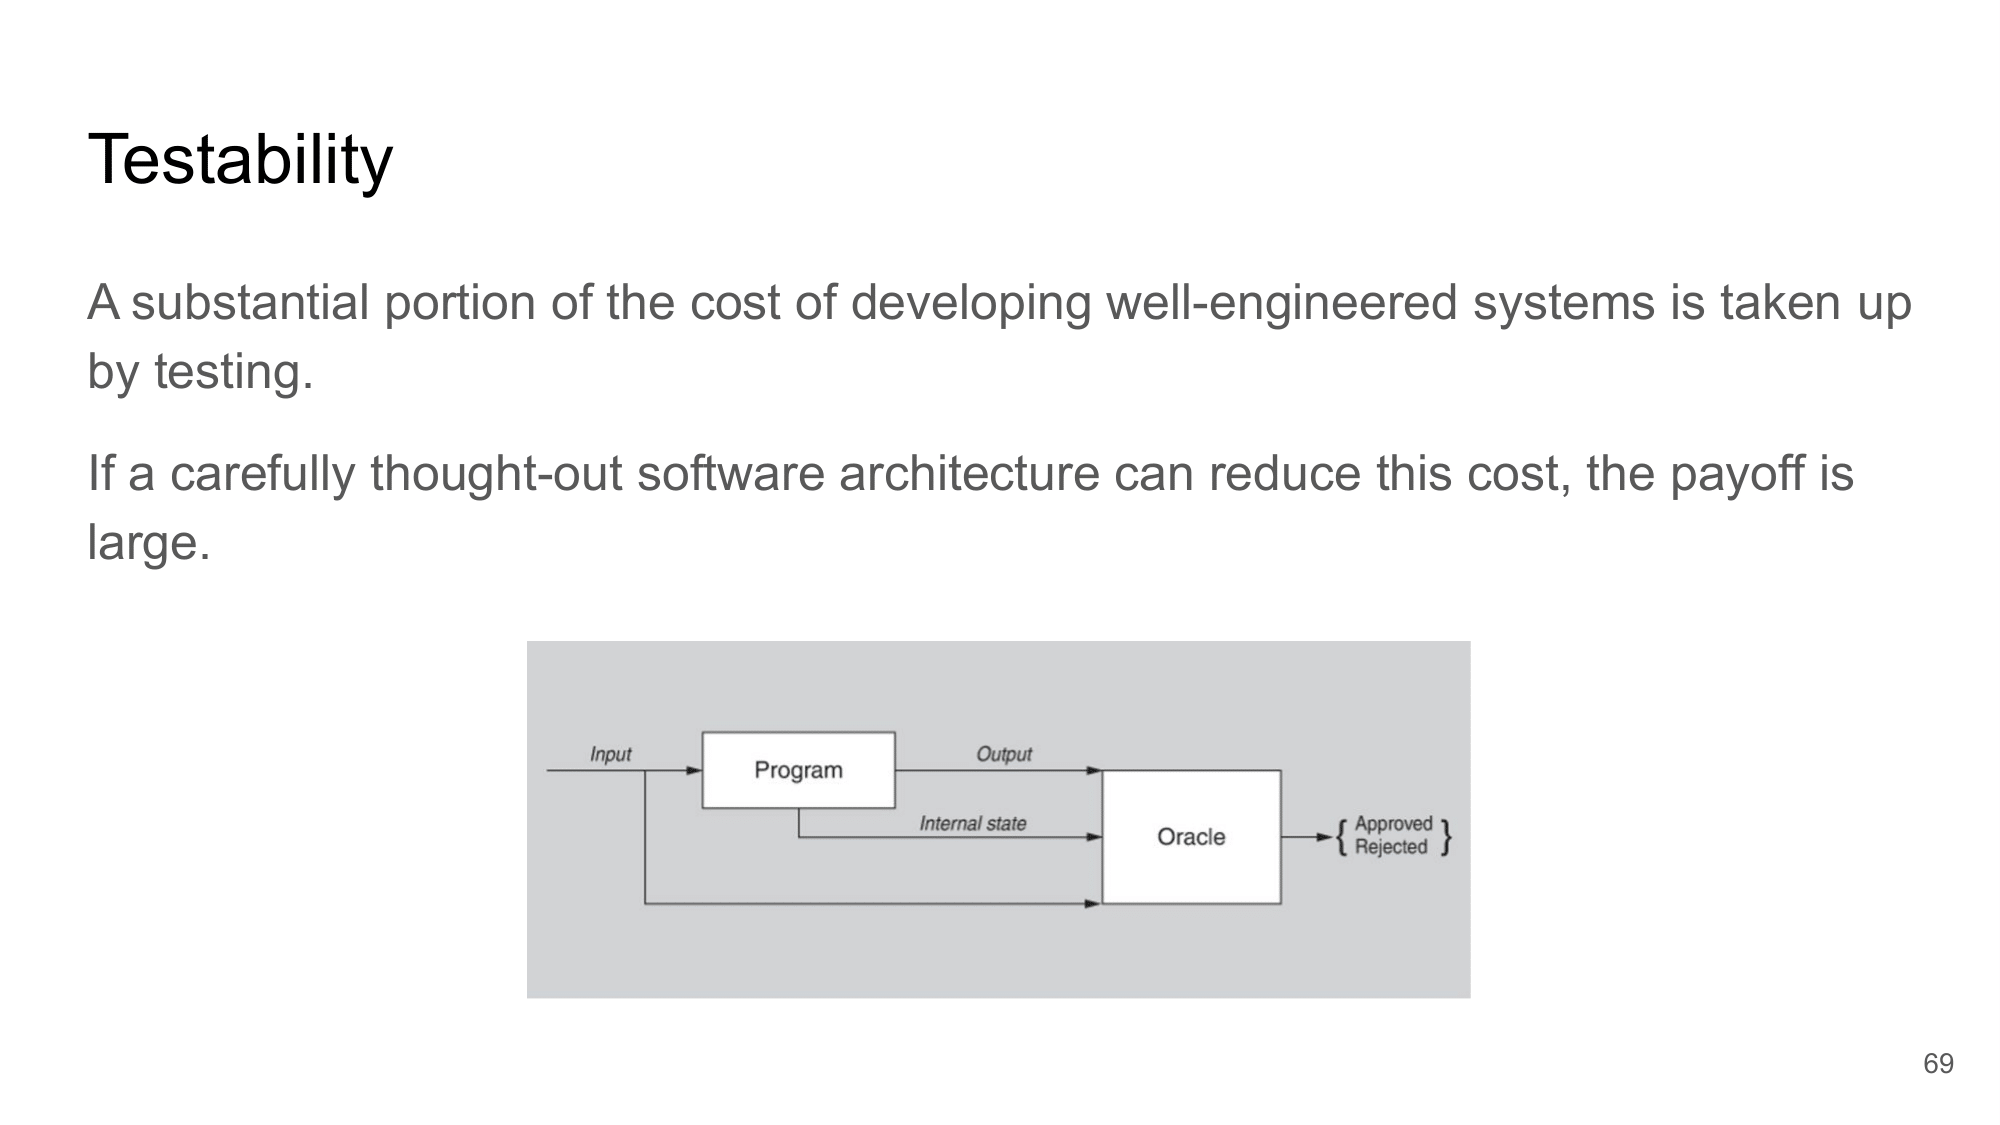 Testability
A substantial portion of the cost of developing well-engineered systems is taken up
by testing.
If a carefully thought-out software architecture can reduce this cost, the payoff is
large.
Input
Program
Output
Internal state
Oracle
{ Approved }
Rejected
69